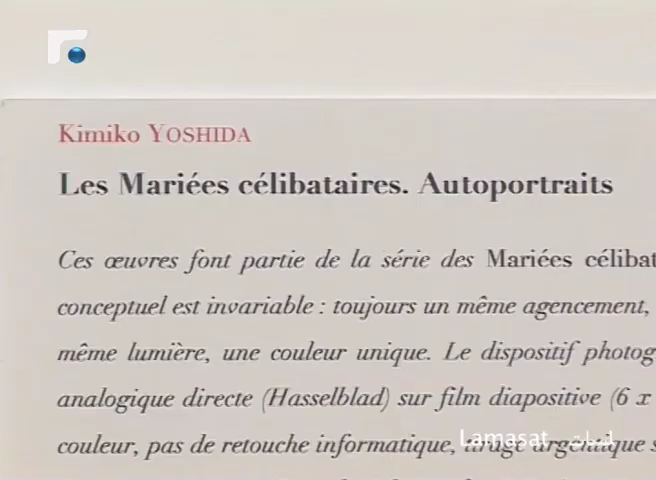 Kimiko YOSHIDA
Les Mariées célibataires. Autoportraits
Ces œuvres font partie de la série des Mariées célibat
conceptuel est invariable : toujours un même agencement,
même lumière, une couleur unique. Le dispositif photog
analogique directe (Hasselblad) sur film diapositive (6 x
couleur, pas de retouche informatique, tirage argentique s
Lamasat